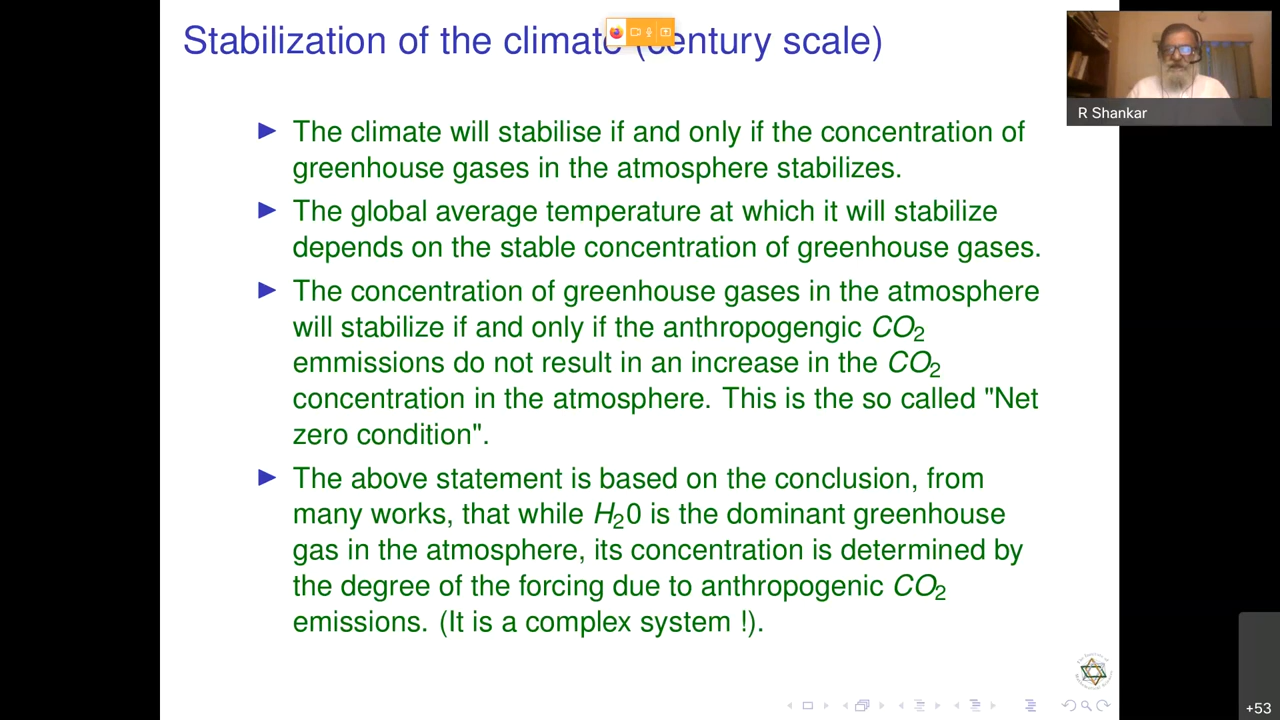 Stabilization of the climate (century scale)
R Shankar
▶ The climate will stabilise if and only if the concentration of
greenhouse gases in the atmosphere stabilizes.
▶ The global average temperature at which it will stabilize
depends on the stable concentration of greenhouse gases.
▶ The concentration of greenhouse gases in the atmosphere
will stabilize if and only if the anthropogengic CO₂
emmissions do not result in an increase in the CO₂
concentration in the atmosphere. This is the so called "Net
zero condition".
▶ The above statement is based on the conclusion, from
many works, that while H₂0 is the dominant greenhouse
gas in the atmosphere, its concentration is determined by
the degree of the forcing due to anthropogenic CO₂
emissions. (It is a complex system !).
+53